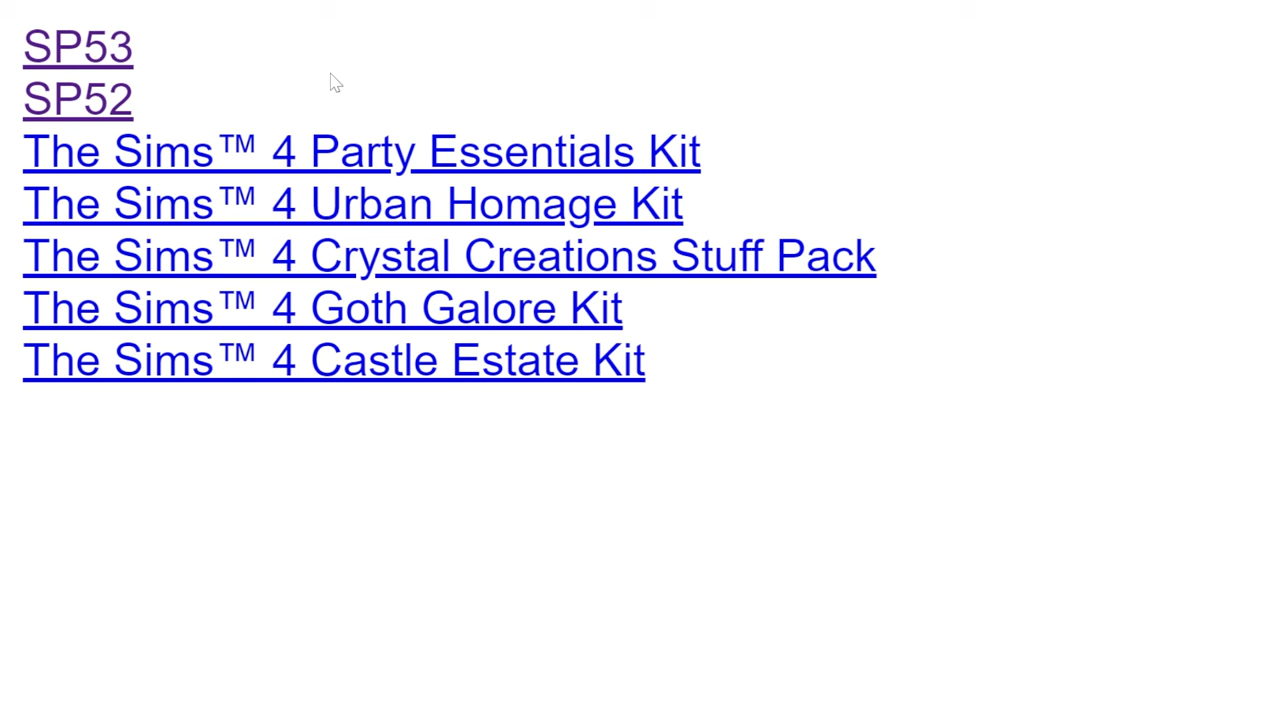 SP53
SP52
The Sims™ 4 Party Essentials Kit
The Sims™ 4 Urban Homage Kit
The Sims™ 4 Crystal Creations Stuff Pack
The Sims™ 4 Goth Galore Kit
The Sims™ 4 Castle Estate Kit